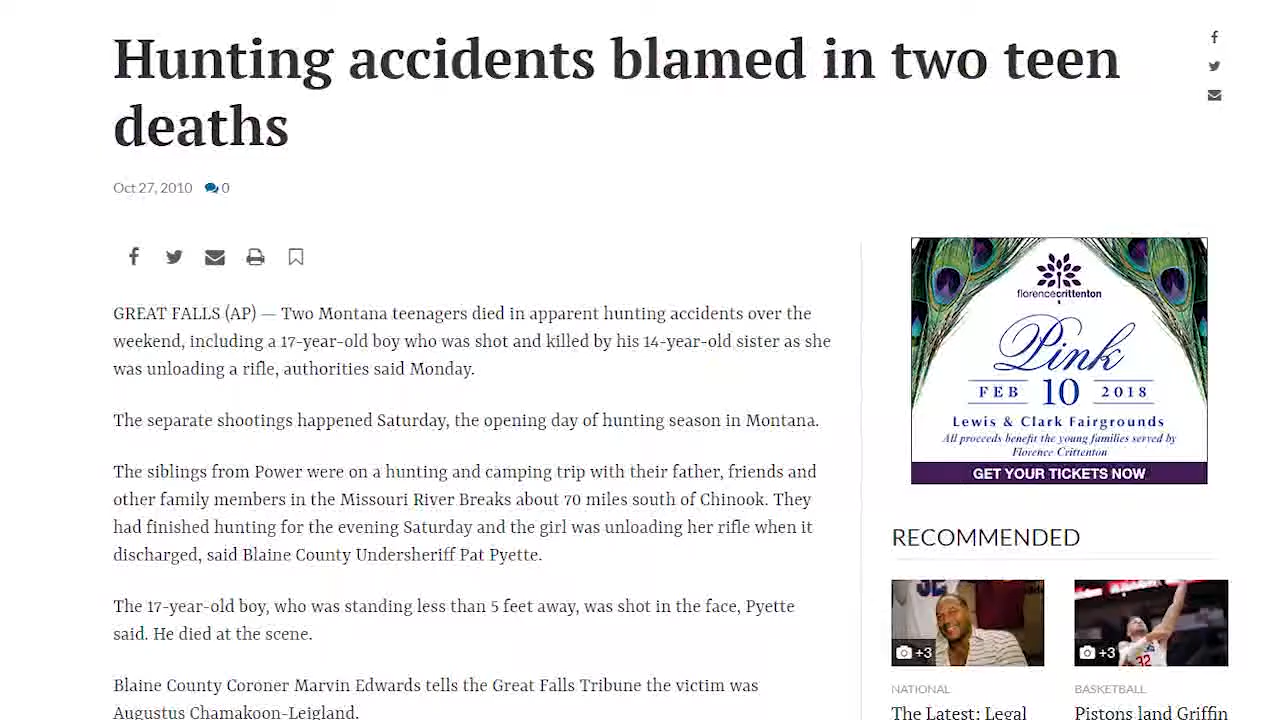 Hunting accidents blamed in two teen
deaths
Oct 27, 2010 0
GREAT FALLS (AP) — Two Montana teenagers died in apparent hunting accidents over the
weekend, including a 17-year-old boy who was shot and killed by his 14-year-old sister as she
was unloading a rifle, authorities said Monday.
The separate shootings happened Saturday, the opening day of hunting season in Montana.
The siblings from Power were on a hunting and camping trip with their father, friends and
other family members in the Missouri River Breaks about 70 miles south of Chinook. They
had finished hunting for the evening Saturday and the girl was unloading her rifle when it
discharged, said Blaine County Undersheriff Pat Pyette.
The 17-year-old boy, who was standing less than 5 feet away, was shot in the face, Pyette
said. He died at the scene.
Blaine County Coroner Marvin Edwards tells the Great Falls Tribune the victim was
Augustus Chamakoon-Leigland.
florencecrittenton
Pink
FEB 10 2018
Lewis & Clark Fairgrounds
All proceeds benefit the young families served by
Florence Crittenton
GET YOUR TICKETS NOW
RECOMMENDED
+3
+3
32
NATIONAL
The Latest: Legal
BASKETBALL
Pistons land Griffin